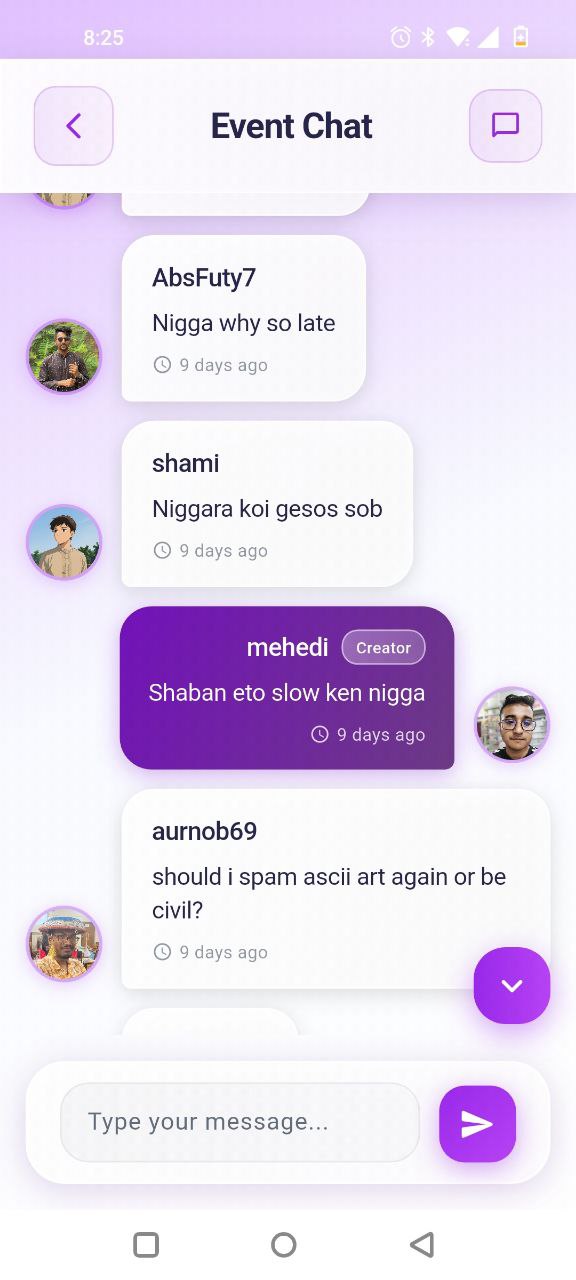 8:25
Event Chat
AbsFuty7
Nigga why so late
9 days ago
shami
Niggara koi gesos sob
9 days ago
mehedi Creator
Shaban eto slow ken nigga
9 days ago
aurnob69
should i spam ascii art again or be
civil?
9 days ago
Type your message...